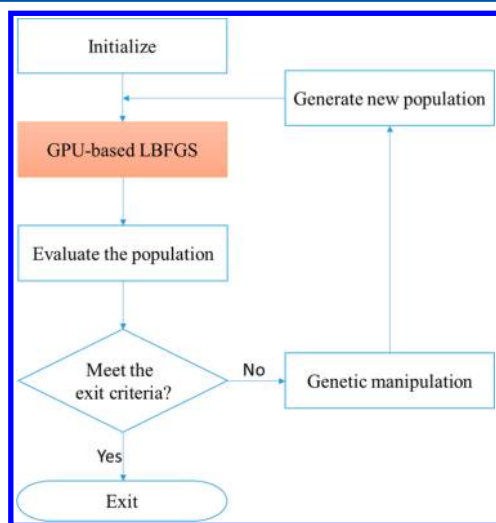 Initialize
Generate new population
GPU-based LBFGS
Evaluate the population
Meet the
exit criteria?
No
Genetic manipulation
Yes
Exit